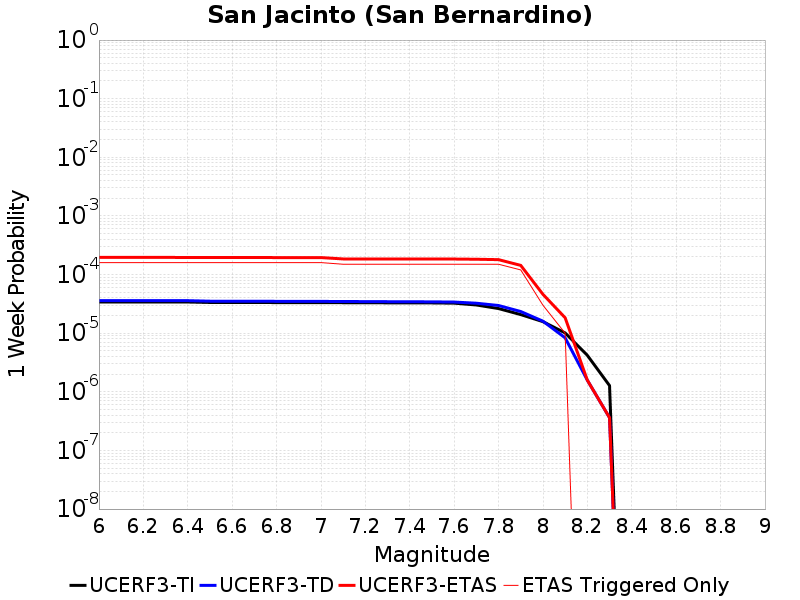 San Jacinto (San Bernardino)
1 Week Probability
10^0
10^-1
10^-2
10^-3
10^-4
10^-5
10^-6
10^-7
10^-8
6 6.2 6.4 6.6 6.8 7 7.2 7.4 7.6 7.8 8 8.2 8.4 8.6 8.8 9
Magnitude
UCERF3-TI UCERF3-TD UCERF3-ETAS ETAS Triggered Only